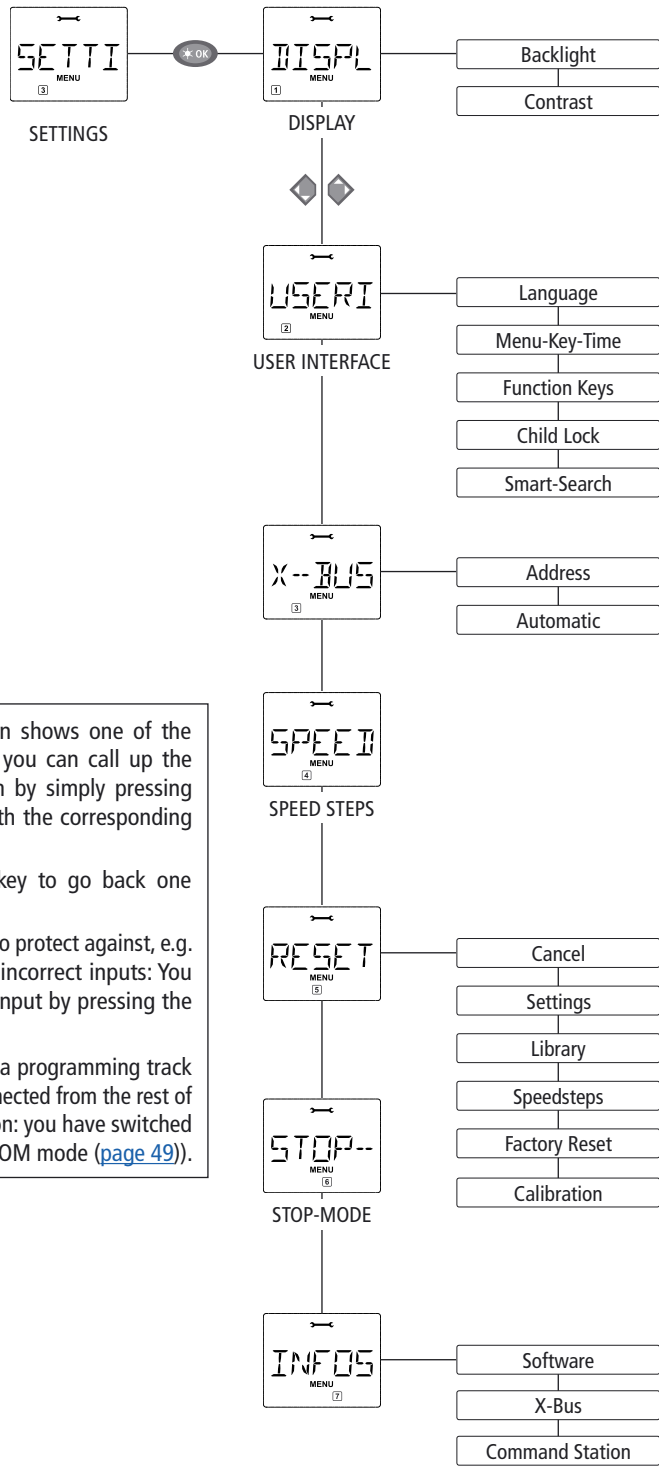 SETTI
MENU
3
SETTINGS
OK
DISPL
MENU
1
DISPLAY
Backlight
Contrast
USERI
MENU
2
USER INTERFACE
Language
Menu-Key-Time
Function Keys
Child Lock
Smart-Search
X--BUS
MENU
3
Address
Automatic
SPEED
MENU
4
SPEED STEPS
RESET
MENU
5
Cancel
Settings
Library
Speedsteps
Factory Reset
Calibration
STOP--
MENU
6
STOP-MODE
INFOS
MENU
7
Software
X-Bus
Command Station
n shows one of the
you can call up the
n by simply pressing
th the corresponding
key to go back one
o protect against, e.g.
incorrect inputs: You
nput by pressing the
a programming track
nected from the rest of
on: you have switched
OM mode (page 49)).